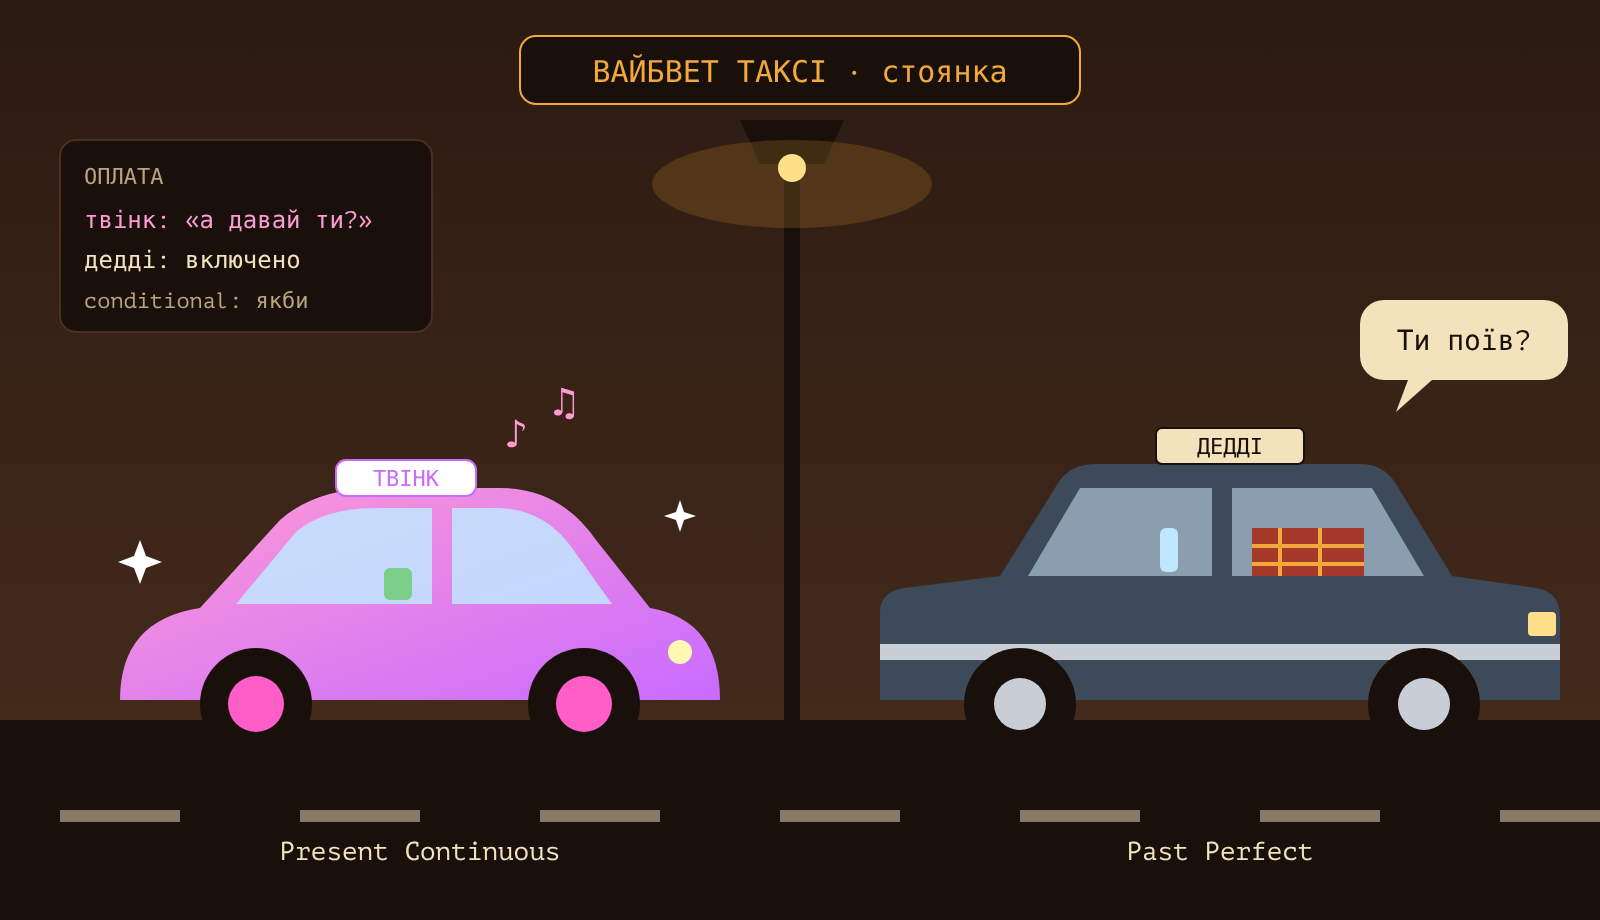 ВАЙБВЕТ ТАКСІ · стоянка
ОПЛАТА
твінк: «а давай ти?»
дедді: включено
conditional: якби
Ти поїв?
ТВІНК
ДЕДДІ
Present Continuous
Past Perfect